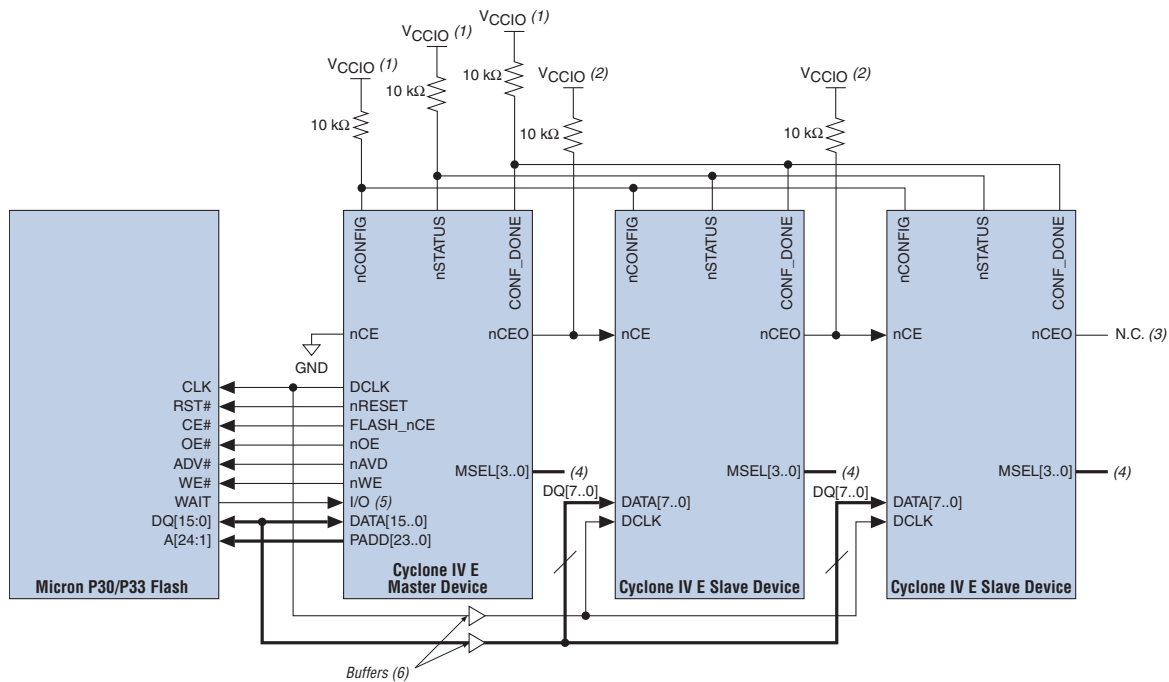 VCCIO (1)
VCCIO (1)
VCCIO (1)
VCCIO (2)
VCCIO (2)
10 kΩ
10 kΩ
10 kΩ
10 kΩ
10 kΩ
nCONFIG
nSTATUS
CONF_DONE
nCONFIG
nSTATUS
CONF_DONE
nCONFIG
nSTATUS
CONF_DONE
nCE
nCEO
nCE
nCEO
nCE
nCEO
N.C. (3)
GND
CLK
DCLK
RST#
nRESET
CE#
FLASH_nCE
OE#
nOE
ADV#
nAVD
WE#
nWE
WAIT
I/O (5)
DQ[15:0]
DATA[15..0]
A[24:1]
PADD[23..0]
MSEL[3..0]
(4)
MSEL[3..0]
(4)
MSEL[3..0]
(4)
DQ[7..0]
DATA[7..0]
DCLK
DQ[7..0]
DATA[7..0]
DCLK
Micron P30/P33 Flash
Cyclone IV E
Master Device
Cyclone IV E Slave Device
Cyclone IV E Slave Device
Buffers (6)